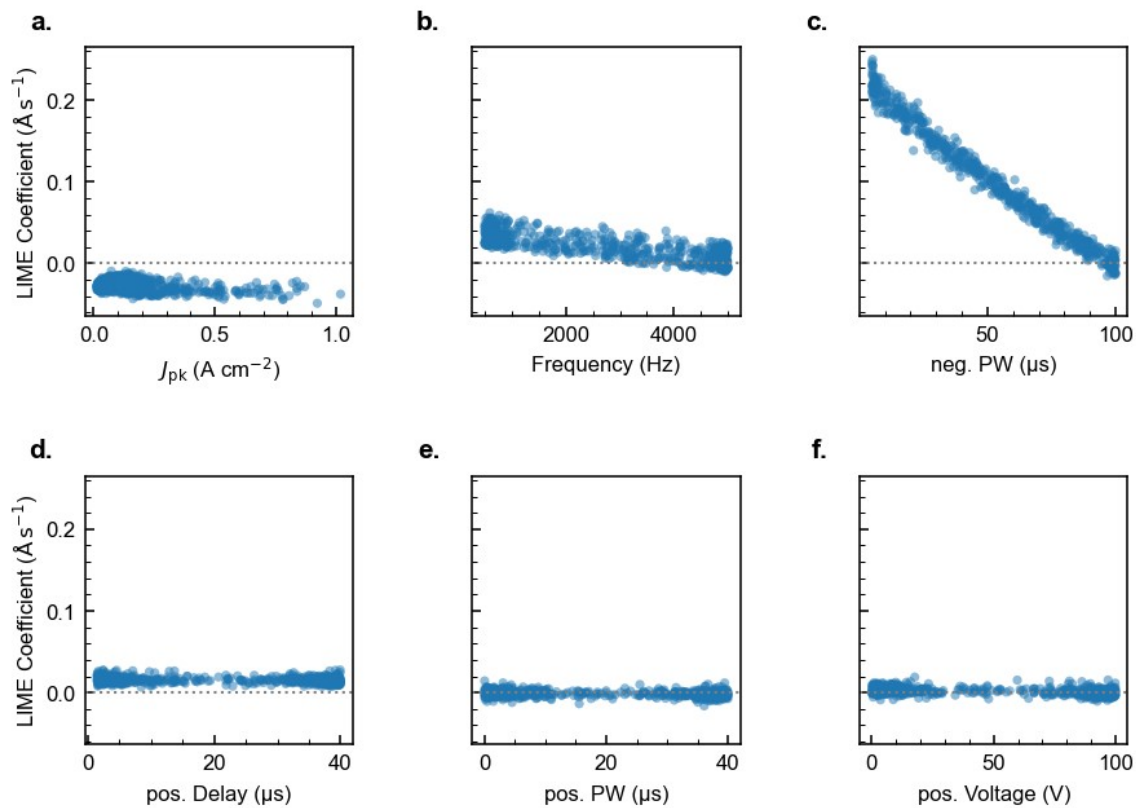 a.
b.
c.
LIME Coefficient (Å s⁻¹)
0.2
0.1
0.0
0.0 0.5 1.0
J_pk (A cm⁻²)
2000 4000
Frequency (Hz)
50 100
neg. PW (µs)
d.
e.
f.
LIME Coefficient (Å s⁻¹)
0.2
0.1
0.0
0 20 40
pos. Delay (µs)
0 20 40
pos. PW (µs)
0 50 100
pos. Voltage (V)